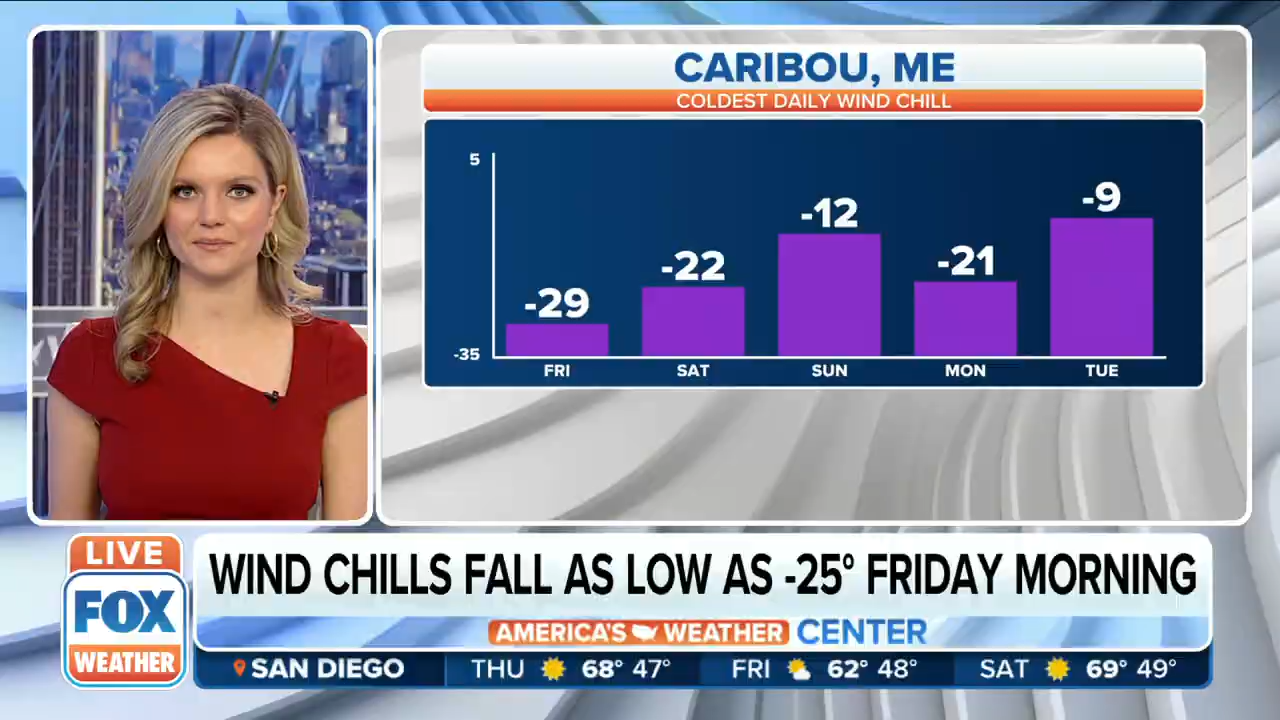 CARIBOU, ME
COLDEST DAILY WIND CHILL
5
-35
-29
-22
-12
-21
-9
FRI SAT SUN MON TUE
LIVE
FOX
WEATHER
WIND CHILLS FALL AS LOW AS -25° FRIDAY MORNING
AMERICA'S WEATHER CENTER
SAN DIEGO THU 68° 47° FRI 62° 48° SAT 69° 49°